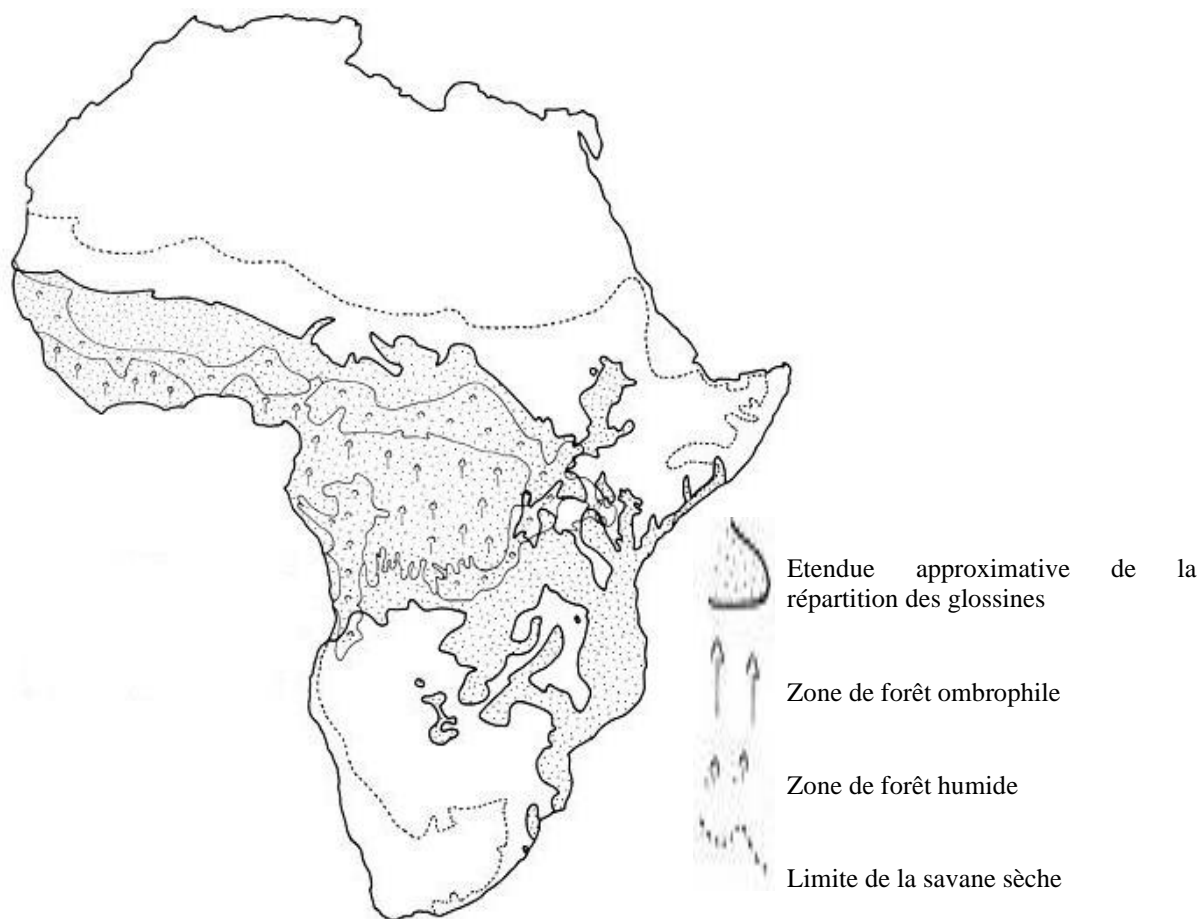 Etendue approximative de la
répartition des glossines
Zone de forêt ombrophile
Zone de forêt humide
Limite de la savane sèche